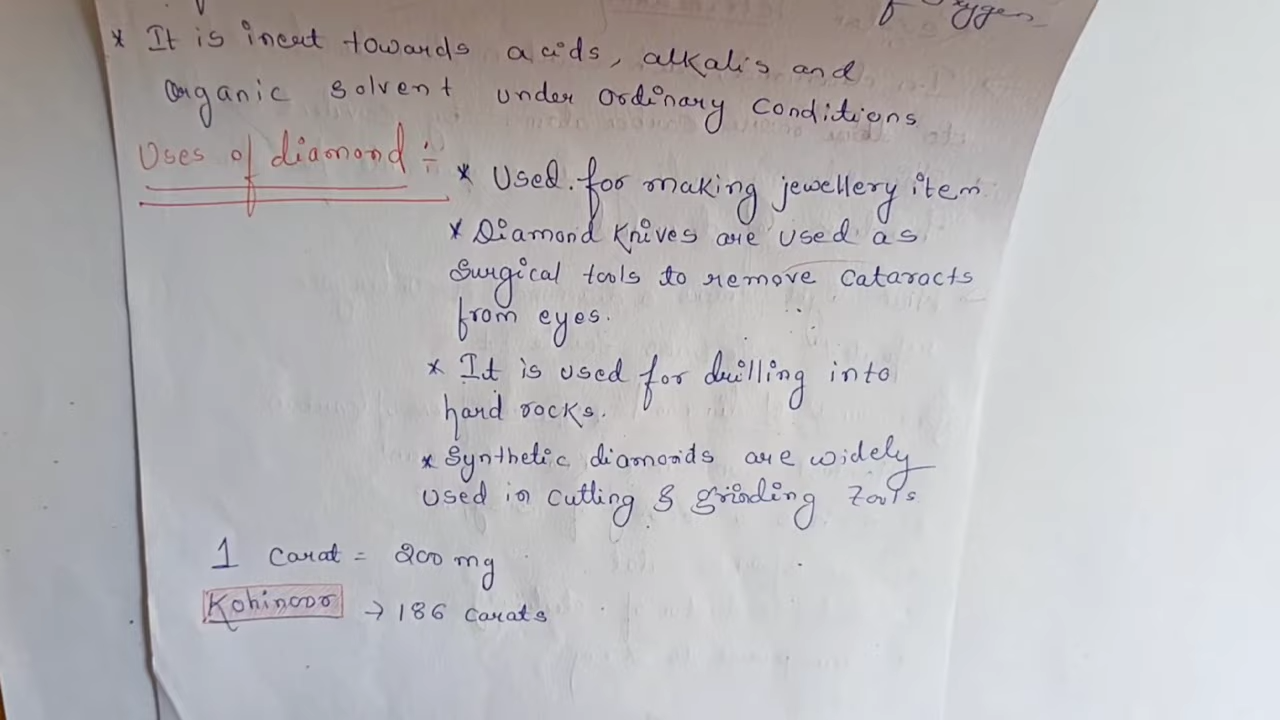 * It is inert towards acids, alkalis and
organic solvent under ordinary conditions
Uses of diamond :-
* Used for making jewellery item
* Diamond Knives are used as
surgical tools to remove cataracts
from eyes.
* It is used for drilling into
hard rocks.
* Synthetic diamonds are widely
used in cutting & grinding tools
1 carat = 200 mg
Kohinoor → 186 carats